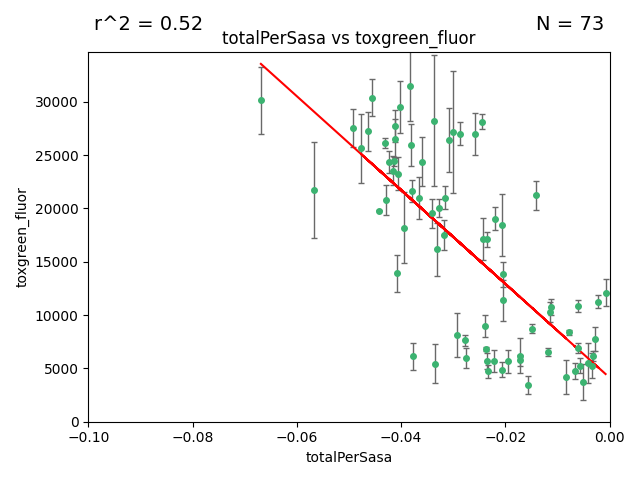 r^2 = 0.52
N = 73
totalPerSasa vs toxgreen_fluor
toxgreen_fluor
30000
25000
20000
15000
10000
5000
0
−0.10
−0.08
−0.06
−0.04
−0.02
0.00
totalPerSasa